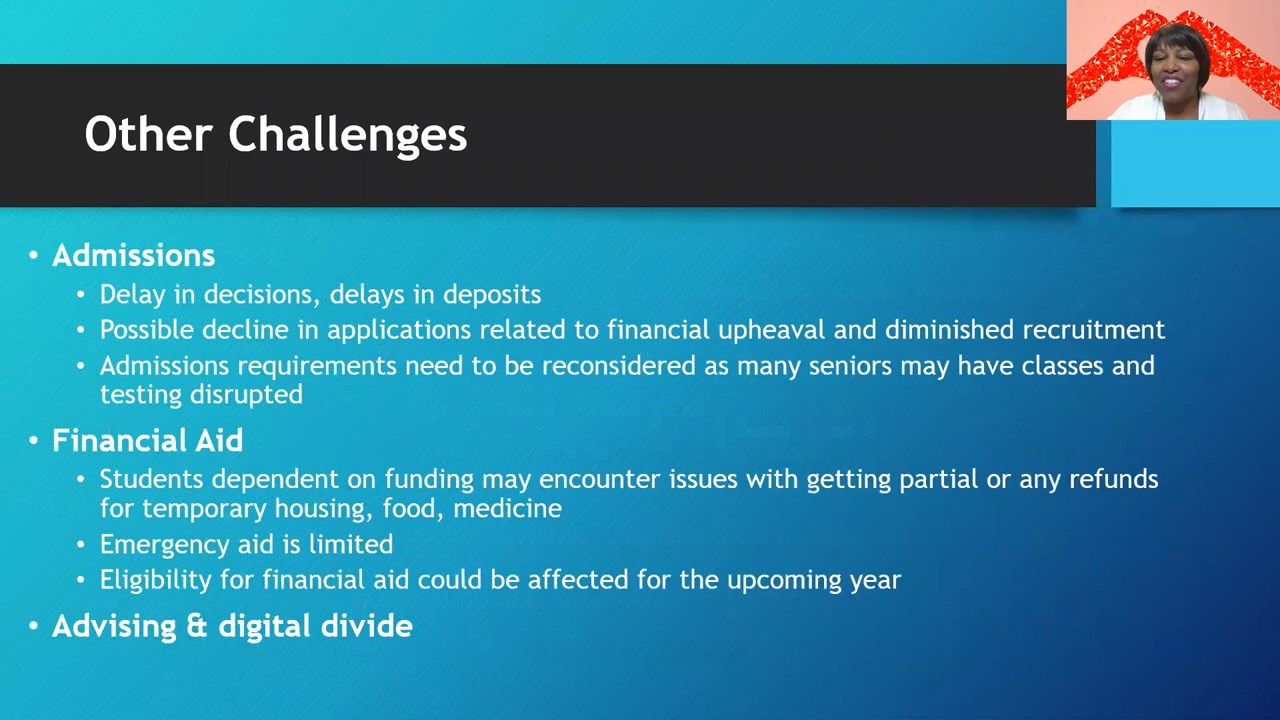 Other Challenges
• Admissions
• Delay in decisions, delays in deposits
• Possible decline in applications related to financial upheaval and diminished recruitment
• Admissions requirements need to be reconsidered as many seniors may have classes and
testing disrupted
• Financial Aid
• Students dependent on funding may encounter issues with getting partial or any refunds
for temporary housing, food, medicine
• Emergency aid is limited
• Eligibility for financial aid could be affected for the upcoming year
• Advising & digital divide